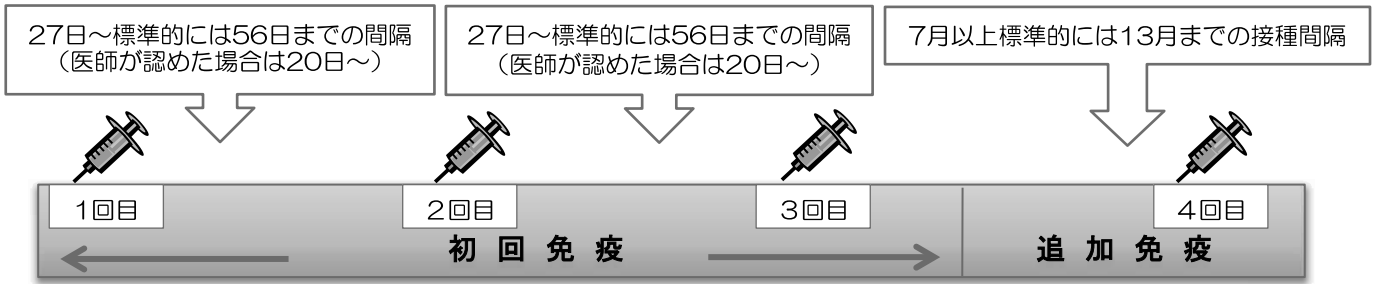 27日～標準的には56日までの間隔
（医師が認めた場合は20日～）
27日～標準的には56日までの間隔
（医師が認めた場合は20日～）
7月以上標準的には13月までの接種間隔
1回目
2回目
3回目
4回目
初回免疫
追加免疫